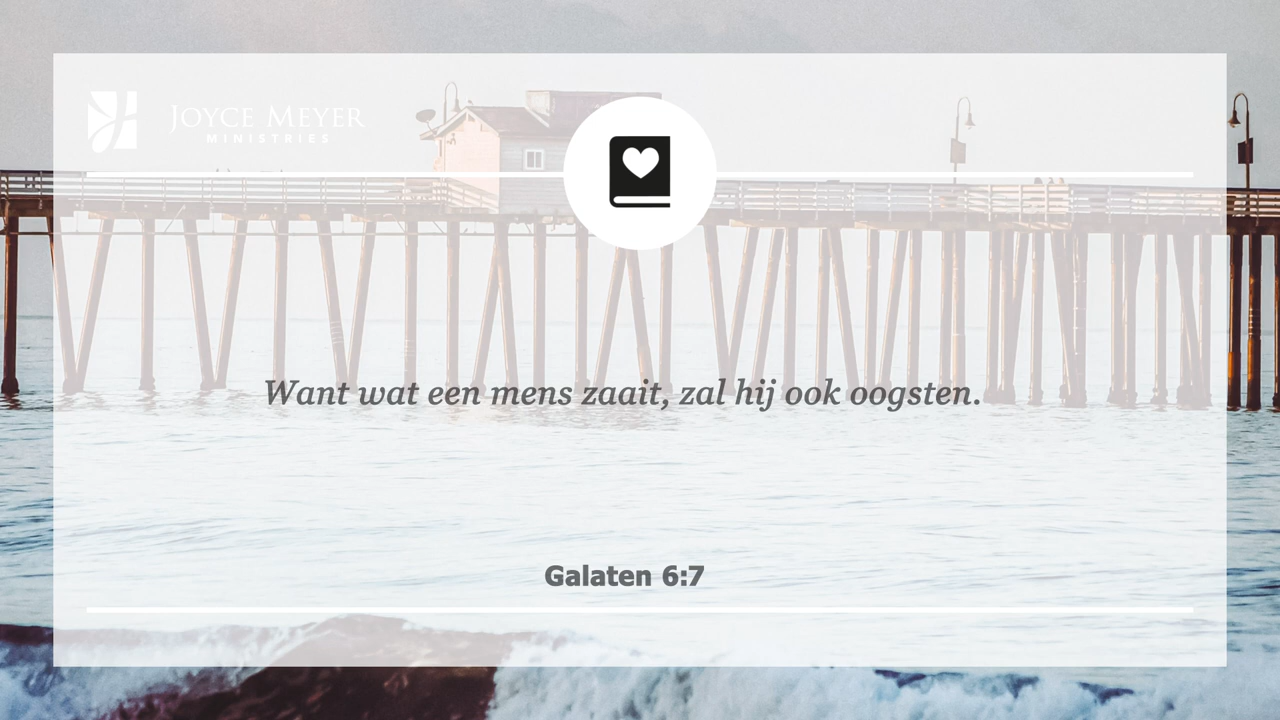 JOYCE MEYER
MINISTRIES
Want wat een mens zaait, zal hij ook oogsten.
Galaten 6:7